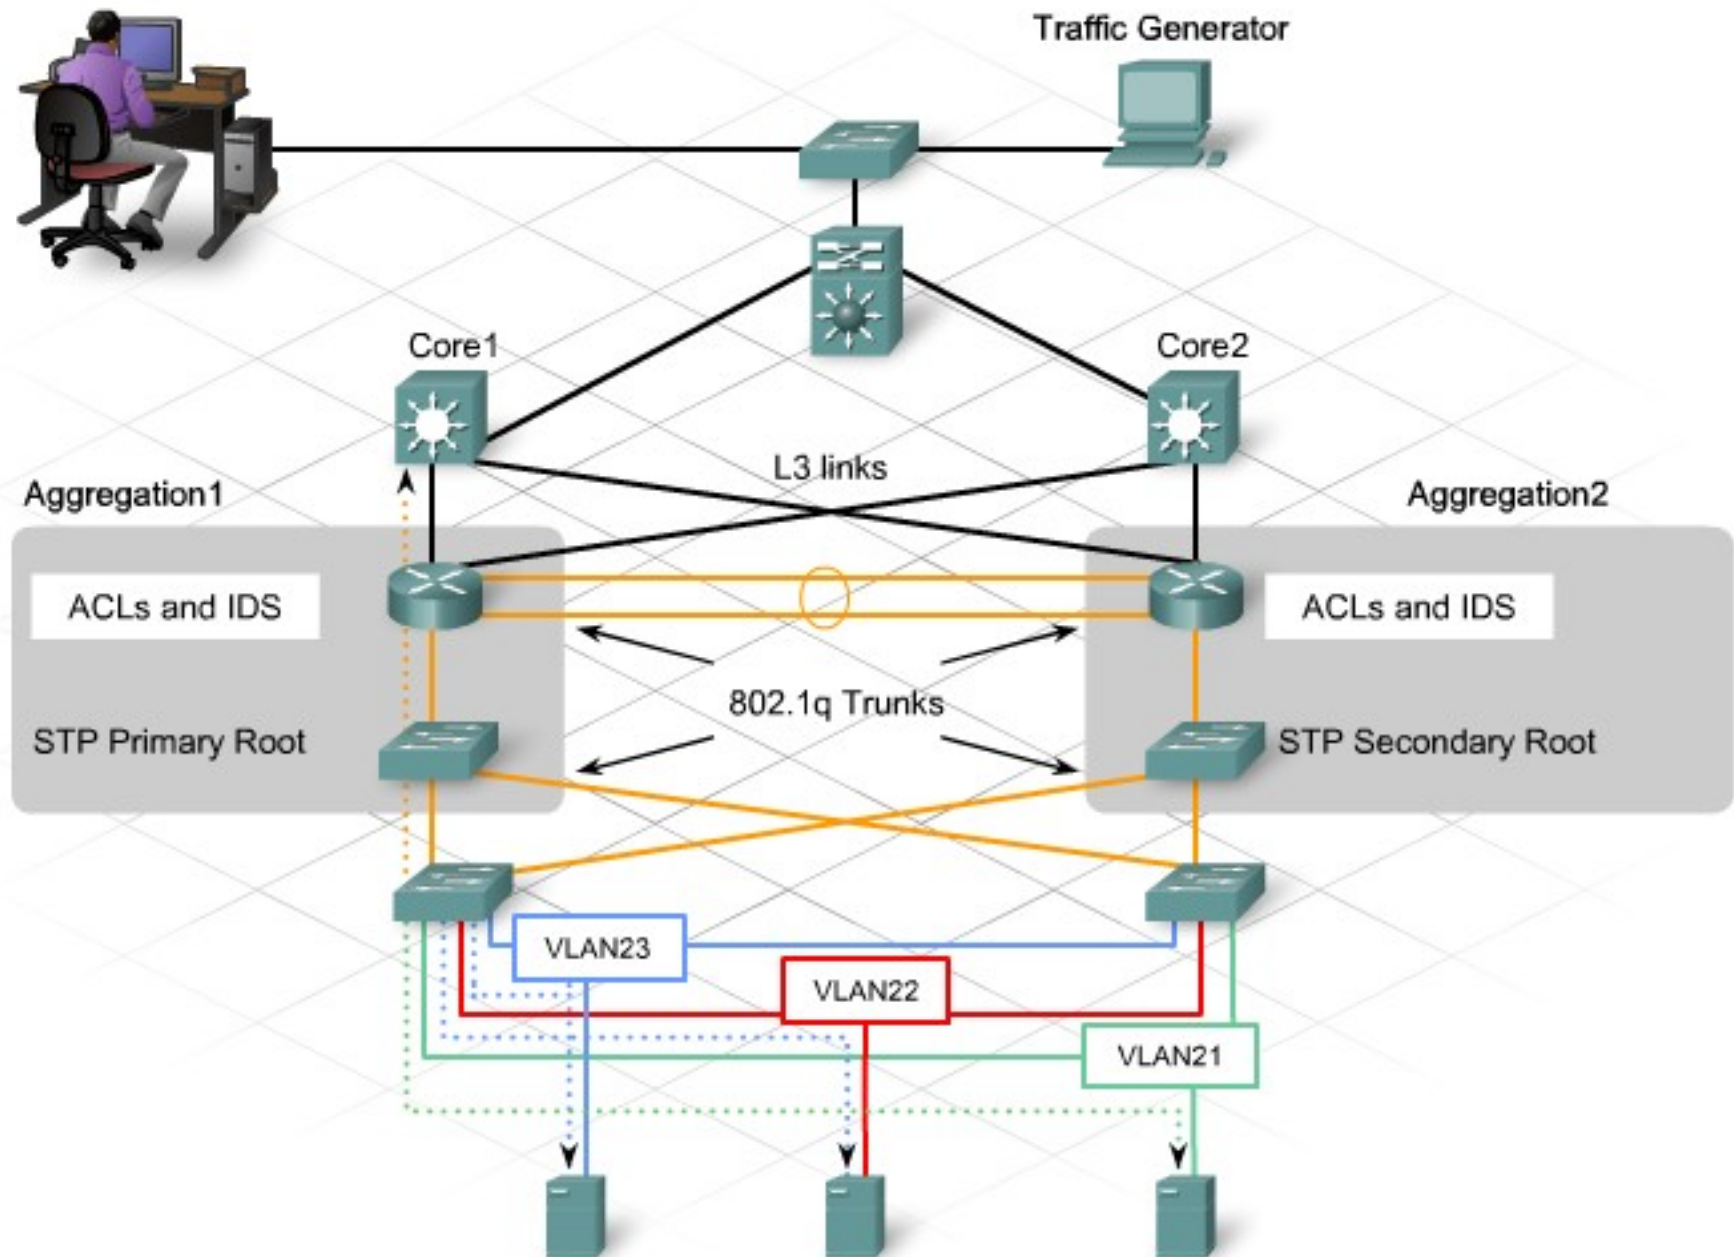 Traffic Generator
Core1
Core2
L3 links
Aggregation1
Aggregation2
ACLs and IDS
ACLs and IDS
802.1q Trunks
STP Primary Root
STP Secondary Root
VLAN23
VLAN22
VLAN21